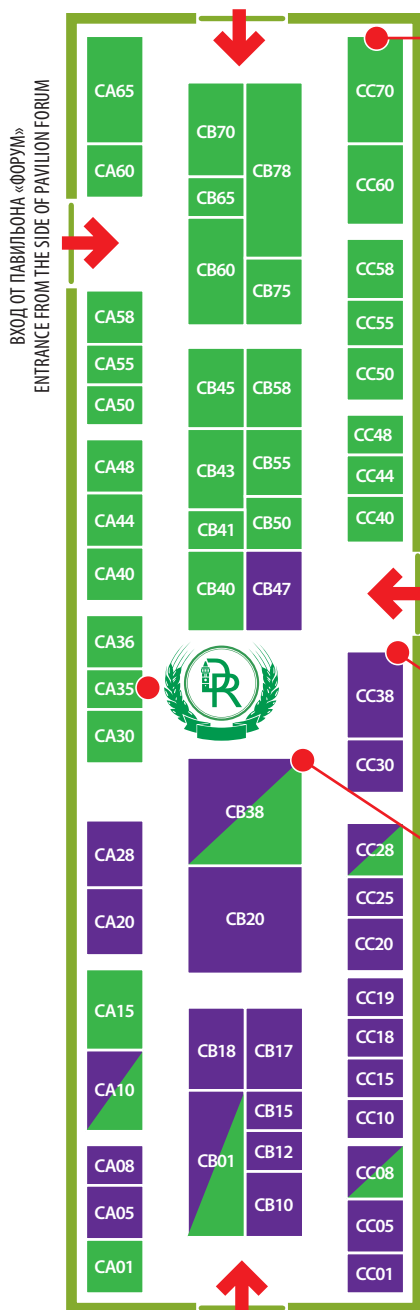 ВХОД ОТ ПАВИЛЬОНА «ФОРУМ»
ENTRANCE FROM THE SIDE OF PAVILION FORUM
CA65
CA60
CA58
CA55
CA50
CA48
CA44
CA40
CA36
CA35
CA30
CA28
CA20
CA15
CA10
CA08
CA05
CA01
CB70
CB78
CB65
CB60
CB75
CB45
CB58
CB43
CB55
CB41
CB50
CB40
CB47
DR
CB38
CB20
CB18
CB17
CB01
CB15
CB12
CB10
CC70
CC60
CC58
CC55
CC50
CC48
CC44
CC40
CC38
CC30
CC28
CC25
CC20
CC19
CC18
CC15
CC10
CC08
CC05
CC01